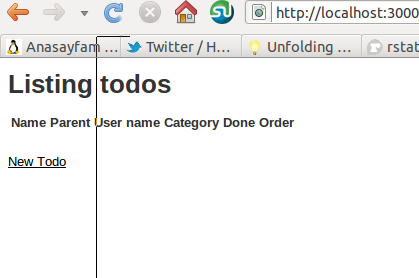 http://localhost:3000
Anasayfam ...
Twitter / H...
Unfolding ...
rstat
Listing todos
Name Parent User name Category Done Order
New Todo